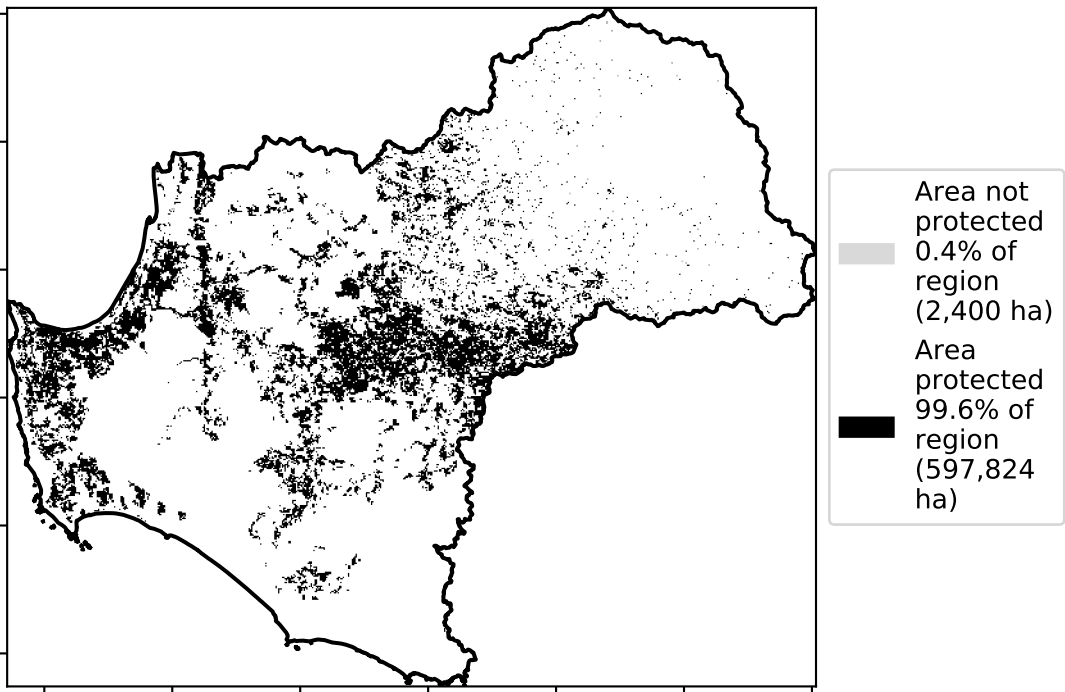 Area not
protected
0.4% of
region
(2,400 ha)
Area
protected
99.6% of
region
(597,824
ha)